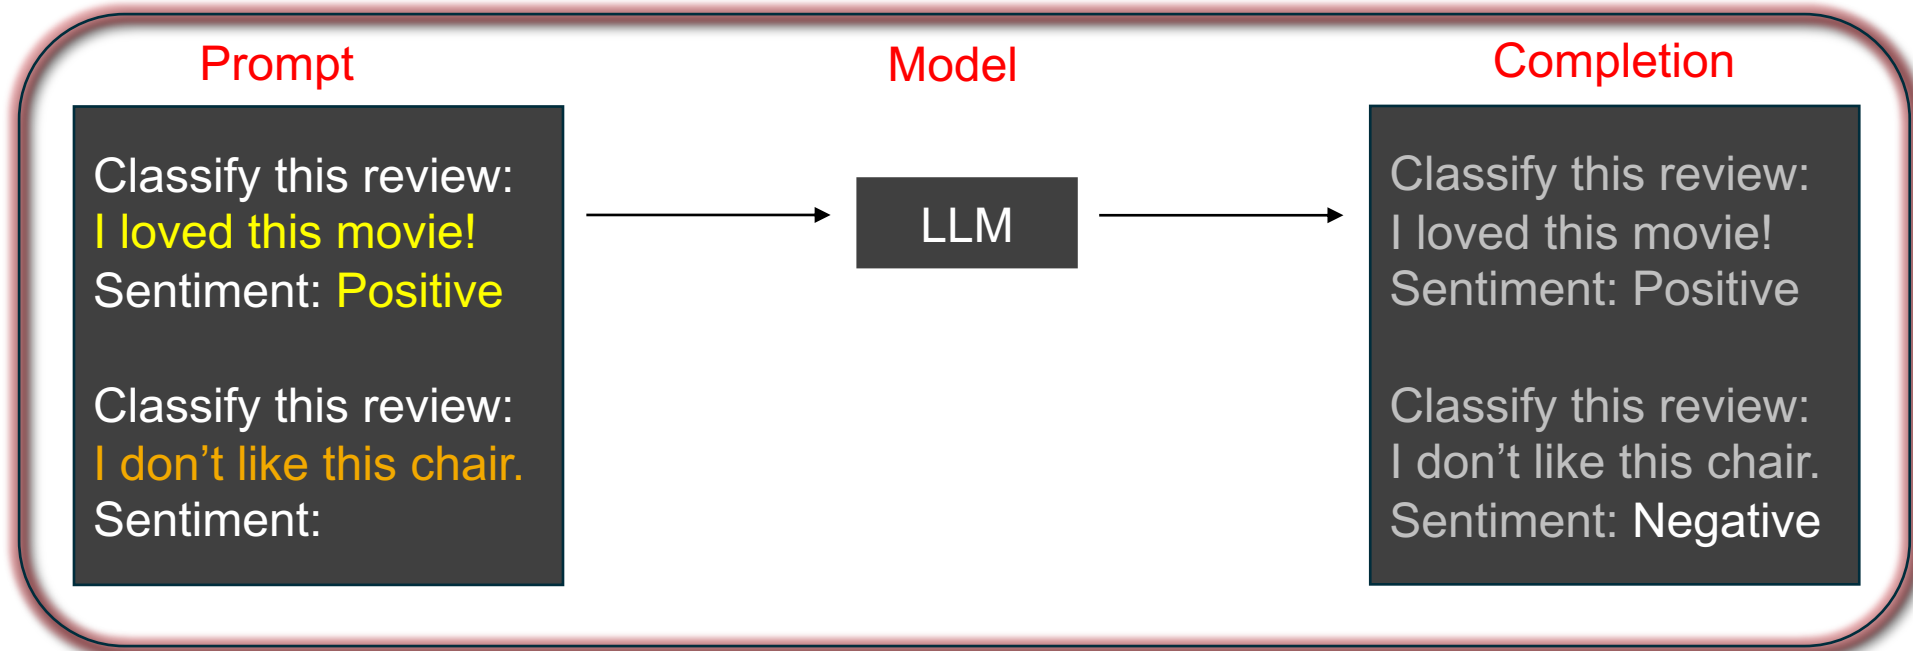 Prompt
Classify this review:
I loved this movie!
Sentiment: Positive
Classify this review:
I don’t like this chair.
Sentiment:
Model
LLM
Completion
Classify this review:
I loved this movie!
Sentiment: Positive
Classify this review:
I don’t like this chair.
Sentiment: Negative